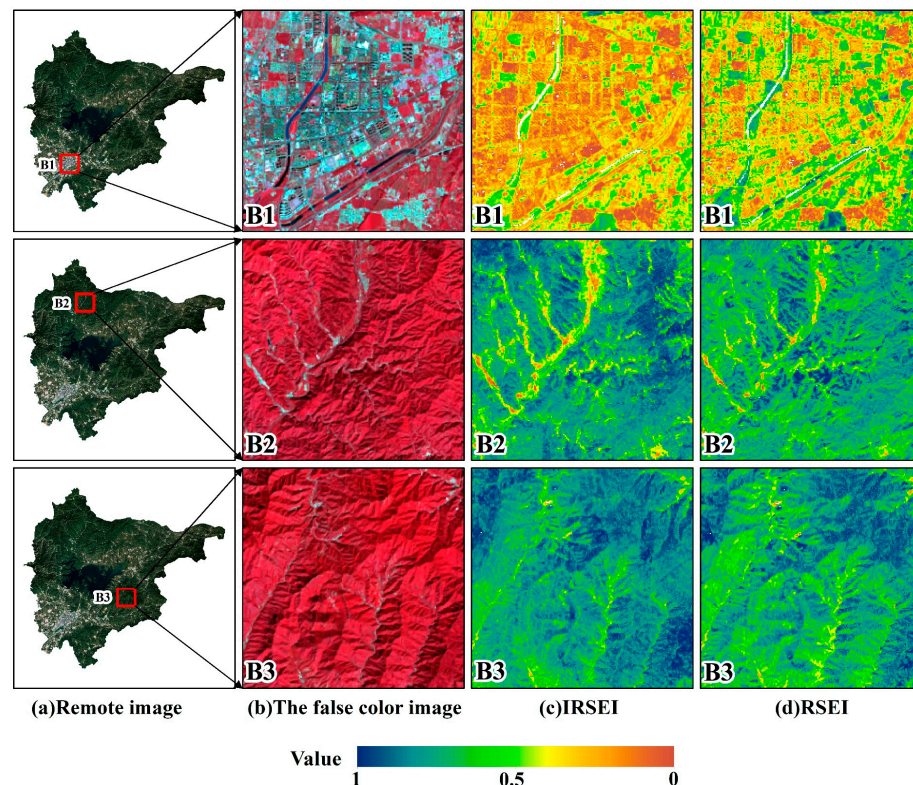 B1
B1
B1
B1
B2
B2
B2
B2
B3
B3
B3
B3
(a)Remote image
(b)The false color image
(c)IRSEI
(d)RSEI
Value
1
0.5
0